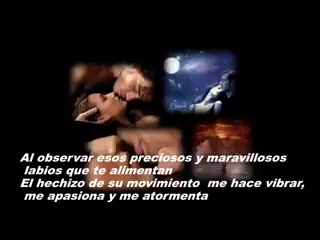 Al observar esos preciosos y maravillosos
labios que te alimentan
El hechizo de su movimiento me hace vibrar,
me apasiona y me atormenta